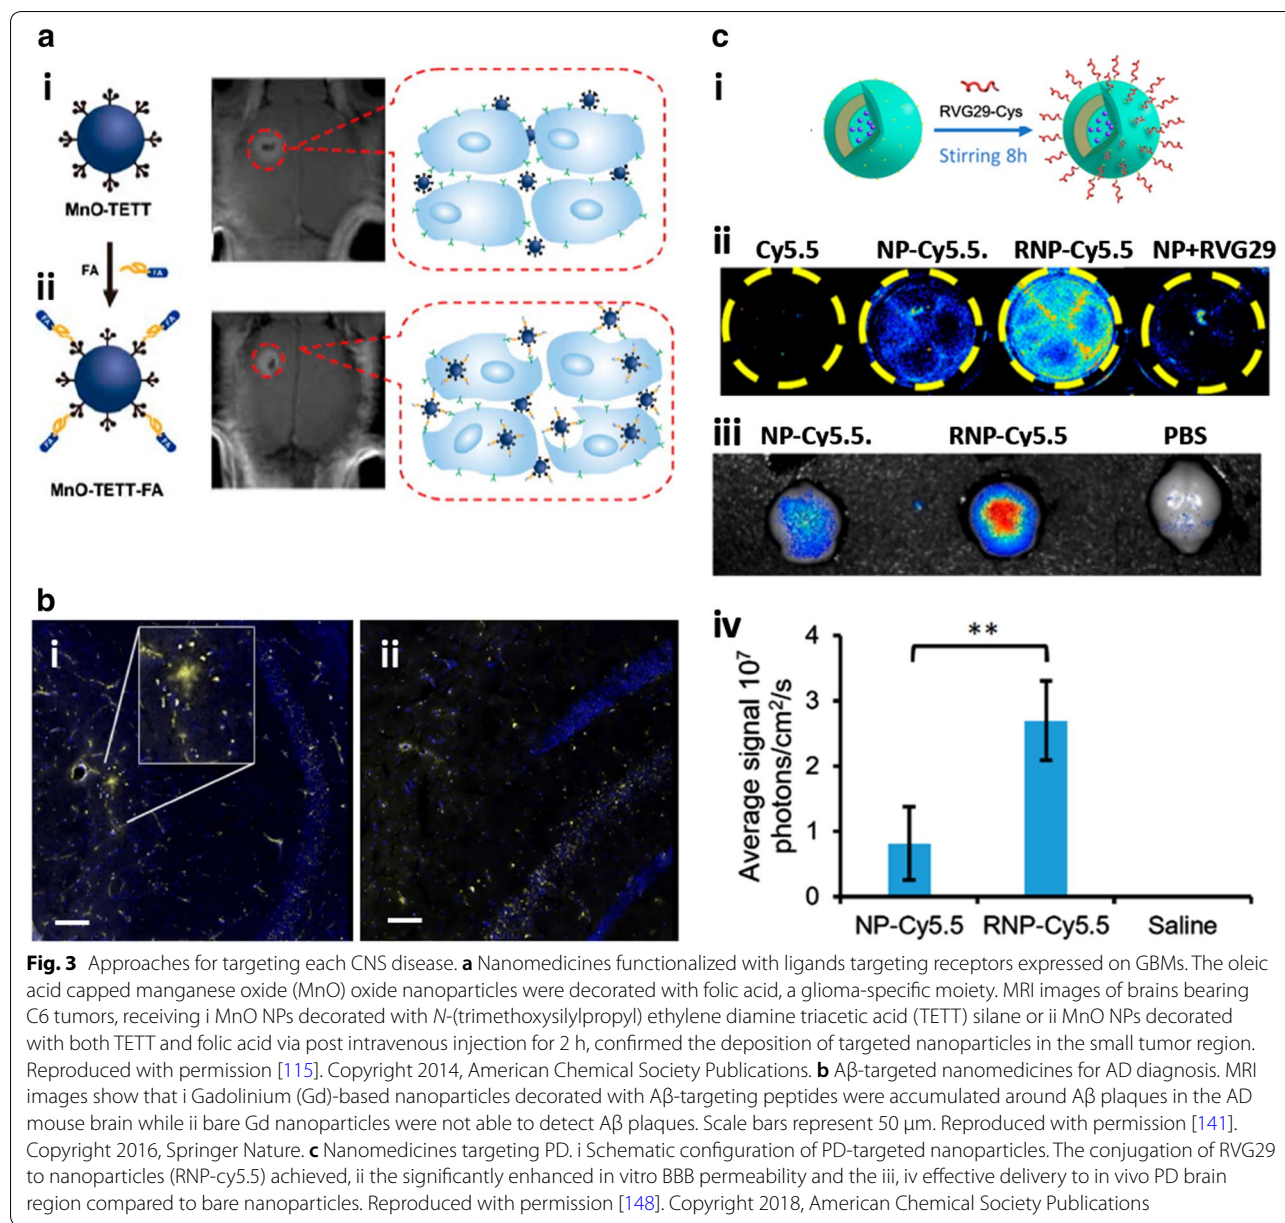 a
i
MnO-TETT
FA
FA
ii
FA
FA
FA
FA
MnO-TETT-FA
b
i
ii
c
i
RVG29-Cys
Stirring 8h
ii
Cy5.5
NP-Cy5.5.
RNP-Cy5.5
NP+RVG29
iii
NP-Cy5.5.
RNP-Cy5.5
PBS
iv
Average signal 10⁷
photons/cm²/s
4
3
2
1
0
**
NP-Cy5.5
RNP-Cy5.5
Saline
Fig. 3 Approaches for targeting each CNS disease. a Nanomedicines functionalized with ligands targeting receptors expressed on GBMs. The oleic
acid capped manganese oxide (MnO) oxide nanoparticles were decorated with folic acid, a glioma-specific moiety. MRI images of brains bearing
C6 tumors, receiving i MnO NPs decorated with N-(trimethoxysilylpropyl) ethylene diamine triacetic acid (TETT) silane or ii MnO NPs decorated
with both TETT and folic acid via post intravenous injection for 2 h, confirmed the deposition of targeted nanoparticles in the small tumor region.
Reproduced with permission [115]. Copyright 2014, American Chemical Society Publications. b Aβ-targeted nanomedicines for AD diagnosis. MRI
images show that i Gadolinium (Gd)-based nanoparticles decorated with Aβ-targeting peptides were accumulated around Aβ plaques in the AD
mouse brain while ii bare Gd nanoparticles were not able to detect Aβ plaques. Scale bars represent 50 μm. Reproduced with permission [141].
Copyright 2016, Springer Nature. c Nanomedicines targeting PD. i Schematic configuration of PD-targeted nanoparticles. The conjugation of RVG29
to nanoparticles (RNP-cy5.5) achieved, ii the significantly enhanced in vitro BBB permeability and the iii, iv effective delivery to in vivo PD brain
region compared to bare nanoparticles. Reproduced with permission [148]. Copyright 2018, American Chemical Society Publications